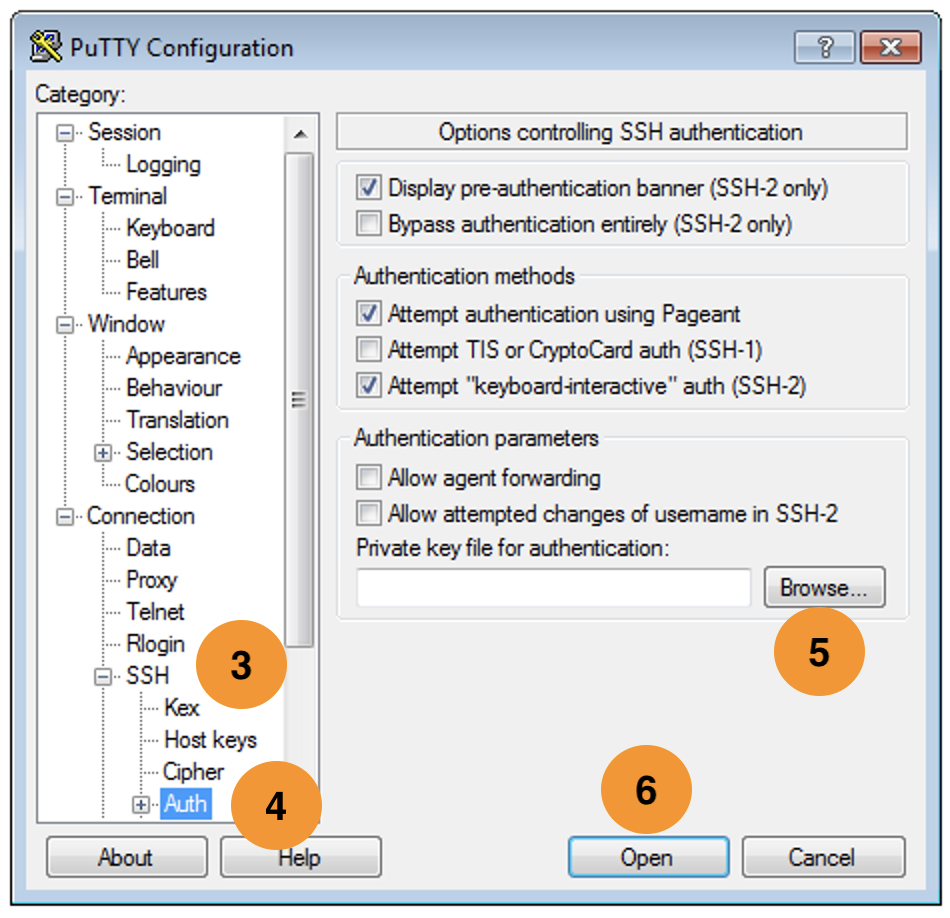 PuTTY Configuration
Category:
Session
Logging
Terminal
Keyboard
Bell
Features
Window
Appearance
Behaviour
Translation
Selection
Colours
Connection
Data
Proxy
Telnet
Rlogin
SSH
3
Kex
Host keys
Cipher
Auth
4
Options controlling SSH authentication
Display pre-authentication banner (SSH-2 only)
Bypass authentication entirely (SSH-2 only)
Authentication methods
Attempt authentication using Pageant
Attempt TIS or CryptoCard auth (SSH-1)
Attempt "keyboard-interactive" auth (SSH-2)
Authentication parameters
Allow agent forwarding
Allow attempted changes of username in SSH-2
Private key file for authentication:
Browse...
5
6
About
Help
Open
Cancel